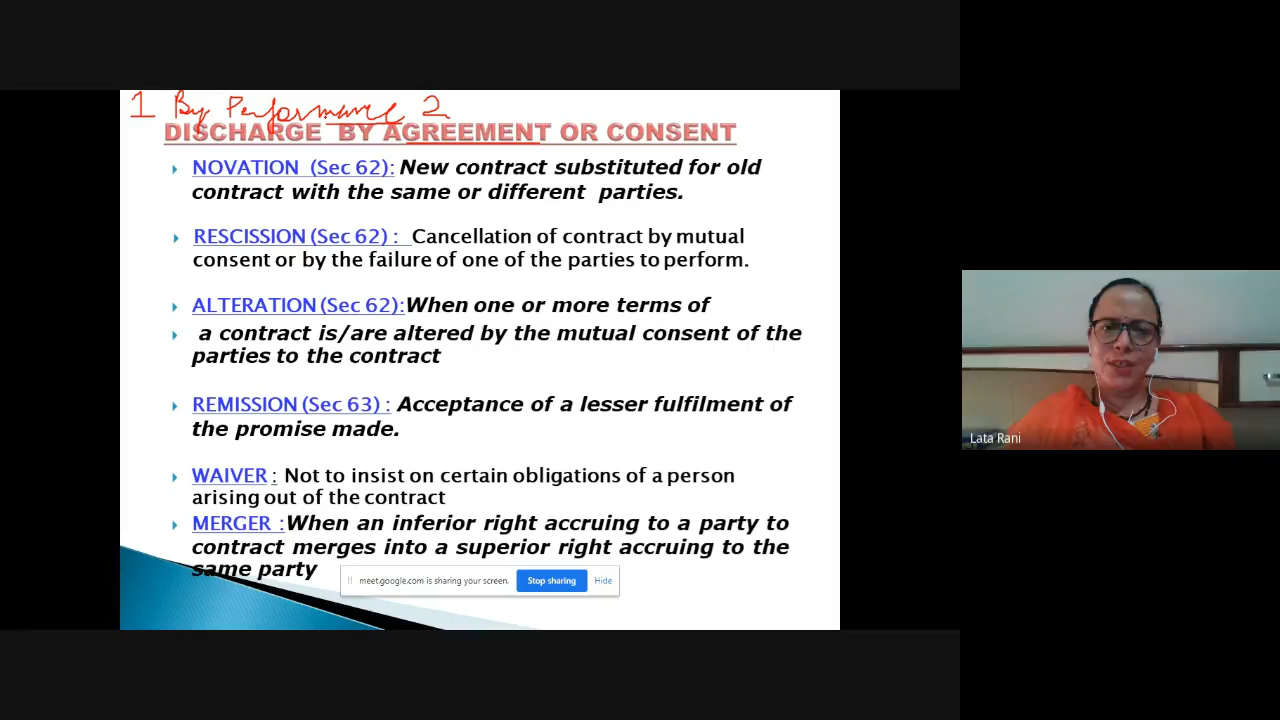 1 By Performance 2
DISCHARGE BY AGREEMENT OR CONSENT
NOVATION (Sec 62): New contract substituted for old
contract with the same or different parties.
RESCISSION (Sec 62) : Cancellation of contract by mutual
consent or by the failure of one of the parties to perform.
ALTERATION (Sec 62):When one or more terms of
a contract is/are altered by the mutual consent of the
parties to the contract
REMISSION (Sec 63) : Acceptance of a lesser fulfilment of
the promise made.
WAIVER : Not to insist on certain obligations of a person
arising out of the contract
MERGER :When an inferior right accruing to a party to
contract merges into a superior right accruing to the
same party
meet.google.com is sharing your screen. Stop sharing Hide
Lata Rani